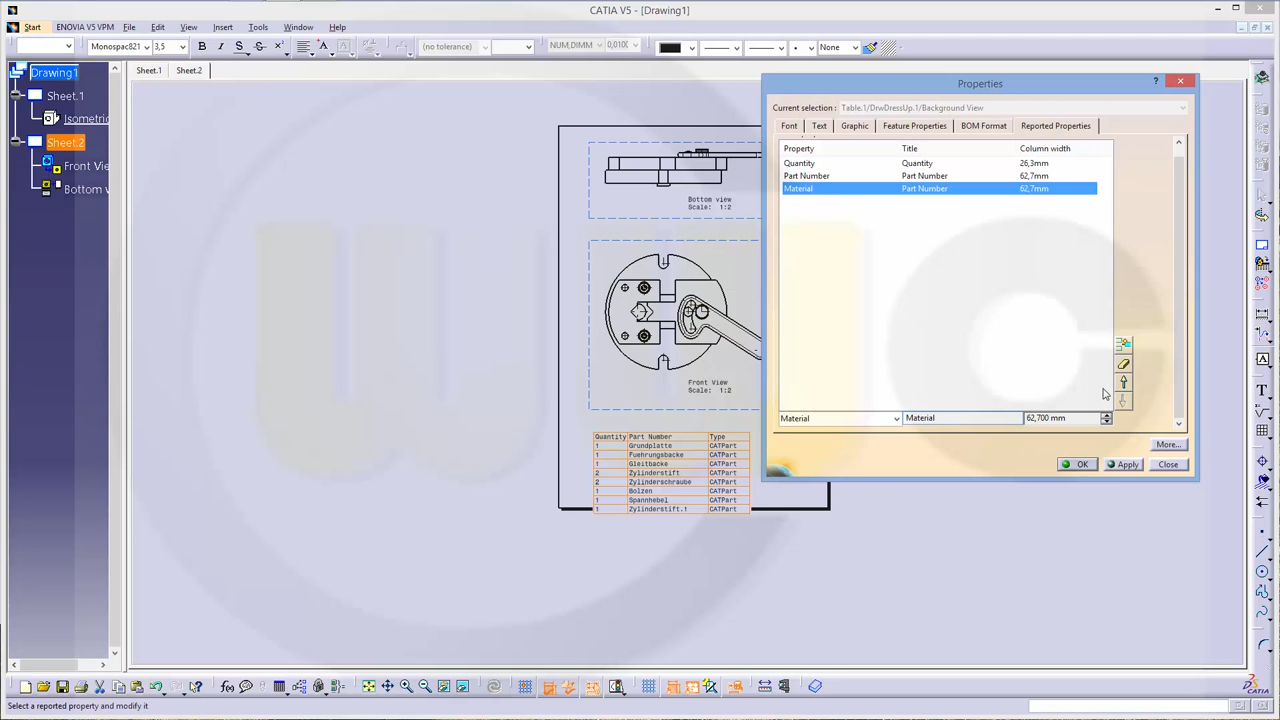 CATIA V5 - [Drawing1]
Start ENOVIA V5 VPM File Edit View Insert Tools Window Help
Monospac821 3,5 (no tolerance) NUM,DIMM 0,0100 None
Drawing1
Sheet.1
Isometric
Sheet.2
Front Vie
Bottom v
Sheet.1 Sheet.2
Bottom view
Scale: 1:2
Front View
Scale: 1:2
Quantity Part Number Type
1 Grundplatte CATPart
1 Fuehrungsbacke CATPart
1 Gleitbacke CATPart
2 Zylinderstift CATPart
2 Zylinderschraube CATPart
1 Bolzen CATPart
1 Spannhebel CATPart
1 Zylinderstift.1 CATPart
Properties
Current selection : Table.1/DrwDressUp.1/Background View
Font Text Graphic Feature Properties BOM Format Reported Properties
Property Title Column width
Quantity Quantity 26,3mm
Part Number Part Number 62,7mm
Material Part Number 62,7mm
Material Material 62,700 mm
More...
OK Apply Close
Select a reported property and modify it